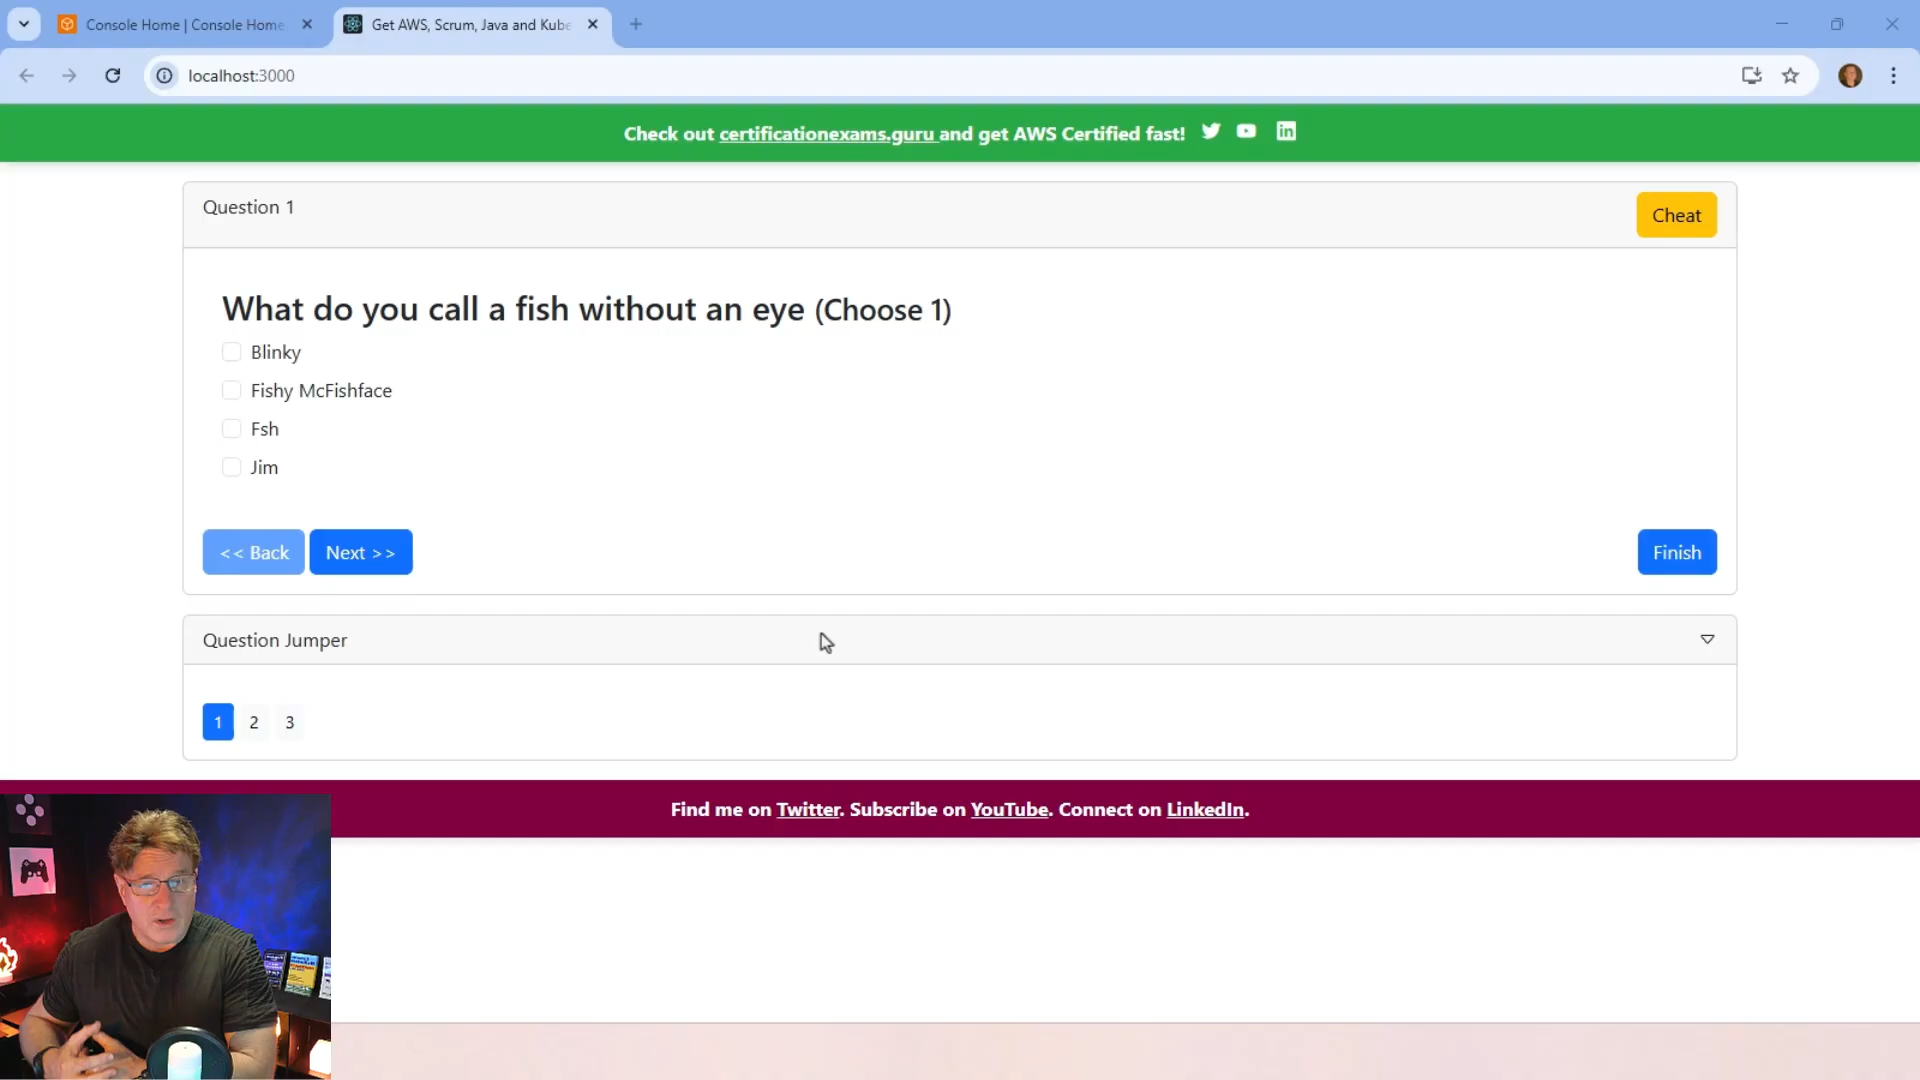 Console Home | Console Home
Get AWS, Scrum, Java and Kube
localhost:3000
Check out certificationexams.guru and get AWS Certified fast!
Question 1
Cheat
What do you call a fish without an eye (Choose 1)
Blinky
Fishy McFishface
Fsh
Jim
<< Back
Next >>
Finish
Question Jumper
1 2 3
Find me on Twitter. Subscribe on YouTube. Connect on LinkedIn.